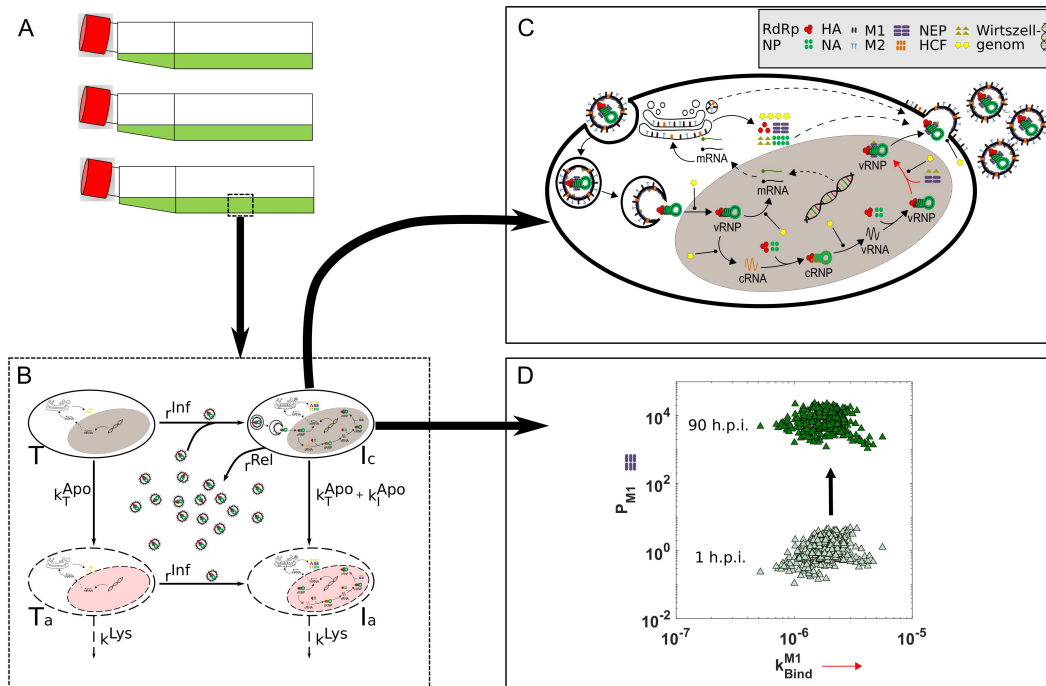 A
B
r^Inf
T
I_c
r^Rel
k_T^Apo
k_T^Apo + k_I^Apo
r^Inf
T_a
I_a
k^Lys
k^Lys
C
RdRp HA M1 NEP Wirtszell-
NP NA M2 HCF genom
mRNA
mRNA
vRNP
vRNP
vRNP
cRNA
cRNP
vRNA
D
10^4
90 h.p.i.
10^2
P_M1
10^0
1 h.p.i.
10^-2
10^-7 10^-6 10^-5
k_Bind^M1